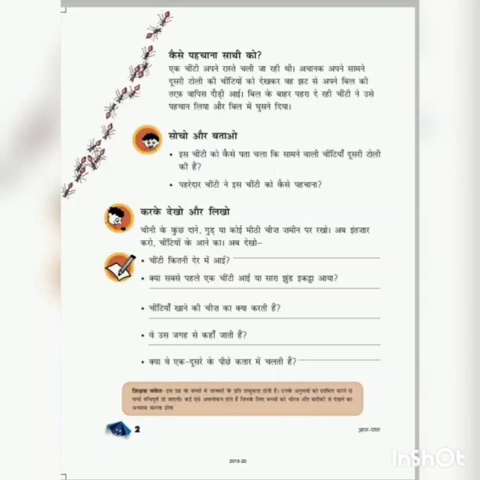 कैसे पहचाना साथी को?
एक चींटी अपने रास्ते चली जा रही थी। अचानक अपने सामने
दूसरी टोली की चींटियों को देखकर वह झट से अपने बिल की
तरफ़ वापिस दौड़ी आई। बिल के बाहर पहरा दे रही चींटी ने उसे
पहचान लिया और बिल में घुसने दिया।
सोचो और बताओ
• इस चींटी को कैसे पता चला कि सामने वाली चींटियाँ दूसरी टोली
की हैं?
• पहरेदार चींटी ने इस चींटी को कैसे पहचाना?
करके देखो और लिखो
चीनी के कुछ दाने, गुड़ या कोई मीठी चीज़ ज़मीन पर रखो। अब इंतज़ार
करो, चींटियों के आने का। अब देखो–
• चींटी कितनी देर में आई?
• क्या सबसे पहले एक चींटी आई या सारा झुंड इकट्ठा आया?
• चींटियाँ खाने की चीज़ का क्या करती हैं?
• वे उस जगह से कहाँ जाती हैं?
• क्या वे एक-दूसरे के पीछे कतार में चलती हैं?
2
आस-पास
2019-20
InShOt